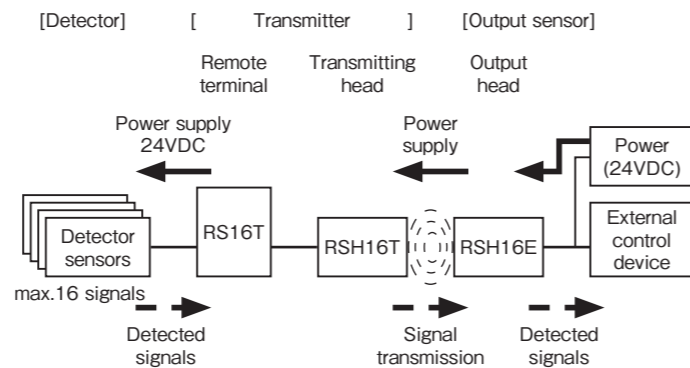 [Detector] [ Transmitter ] [Output sensor]
Remote terminal
Transmitting head
Output head
Power supply
24VDC
Power
supply
Power
(24VDC)
Detector
sensors
RS16T
RSH16T
RSH16E
External
control
device
max.16 signals
Detected
signals
Signal
transmission
Detected
signals